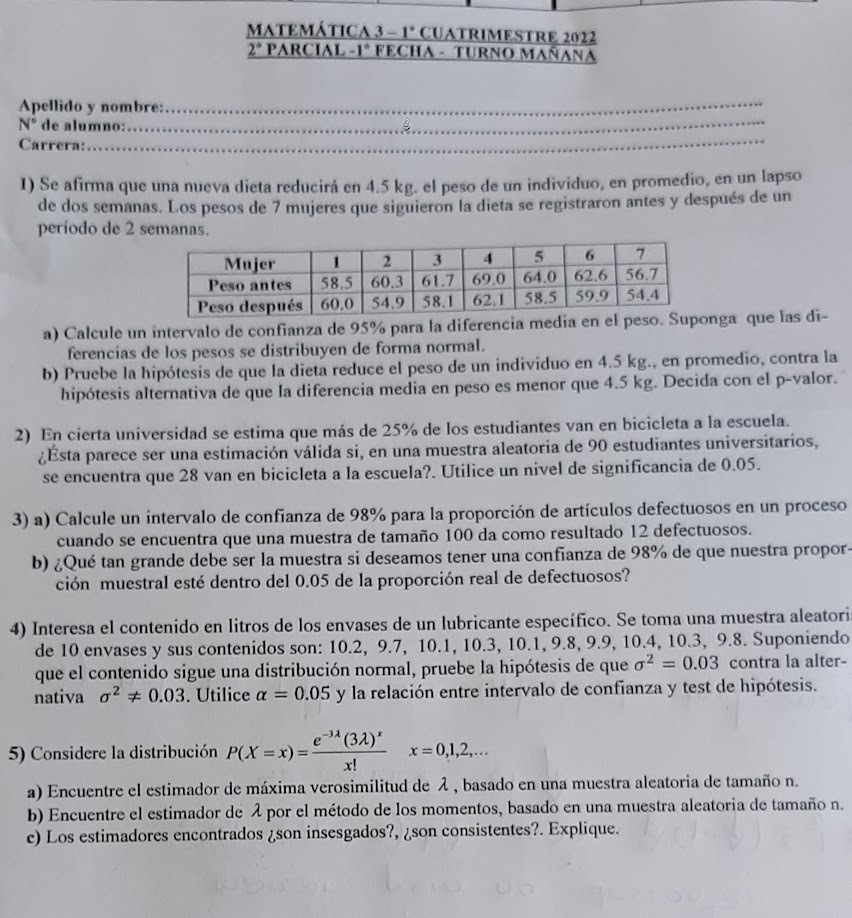 MATEMÁTICA 3 – 1° CUATRIMESTRE 2022
2° PARCIAL -1° FECHA - TURNO MAÑANA
Apellido y nombre:
N° de alumno:
Carrera:
1) Se afirma que una nueva dieta reducirá en 4.5 kg. el peso de un individuo, en promedio, en un lapso
de dos semanas. Los pesos de 7 mujeres que siguieron la dieta se registraron antes y después de un
período de 2 semanas.
Mujer 1 2 3 4 5 6 7
Peso antes 58.5 60.3 61.7 69.0 64.0 62.6 56.7
Peso después 60.0 54.9 58.1 62.1 58.5 59.9 54.4
a) Calcule un intervalo de confianza de 95% para la diferencia media en el peso. Suponga que las di-
ferencias de los pesos se distribuyen de forma normal.
b) Pruebe la hipótesis de que la dieta reduce el peso de un individuo en 4.5 kg., en promedio, contra la
hipótesis alternativa de que la diferencia media en peso es menor que 4.5 kg. Decida con el p-valor.
2) En cierta universidad se estima que más de 25% de los estudiantes van en bicicleta a la escuela.
¿Ésta parece ser una estimación válida si, en una muestra aleatoria de 90 estudiantes universitarios,
se encuentra que 28 van en bicicleta a la escuela?. Utilice un nivel de significancia de 0.05.
3) a) Calcule un intervalo de confianza de 98% para la proporción de artículos defectuosos en un proceso
cuando se encuentra que una muestra de tamaño 100 da como resultado 12 defectuosos.
b) ¿Qué tan grande debe ser la muestra si deseamos tener una confianza de 98% de que nuestra propor-
ción muestral esté dentro del 0.05 de la proporción real de defectuosos?
4) Interesa el contenido en litros de los envases de un lubricante específico. Se toma una muestra aleatori
de 10 envases y sus contenidos son: 10.2, 9.7, 10.1, 10.3, 10.1, 9.8, 9.9, 10.4, 10.3, 9.8. Suponiendo
que el contenido sigue una distribución normal, pruebe la hipótesis de que σ² = 0.03 contra la alter-
nativa σ² ≠ 0.03. Utilice α = 0.05 y la relación entre intervalo de confianza y test de hipótesis.
5) Considere la distribución P(X = x) = e^{-3λ}(3λ)^x / x! x = 0,1,2,...
a) Encuentre el estimador de máxima verosimilitud de λ , basado en una muestra aleatoria de tamaño n.
b) Encuentre el estimador de λ por el método de los momentos, basado en una muestra aleatoria de tamaño n.
c) Los estimadores encontrados ¿son insesgados?, ¿son consistentes?. Explique.